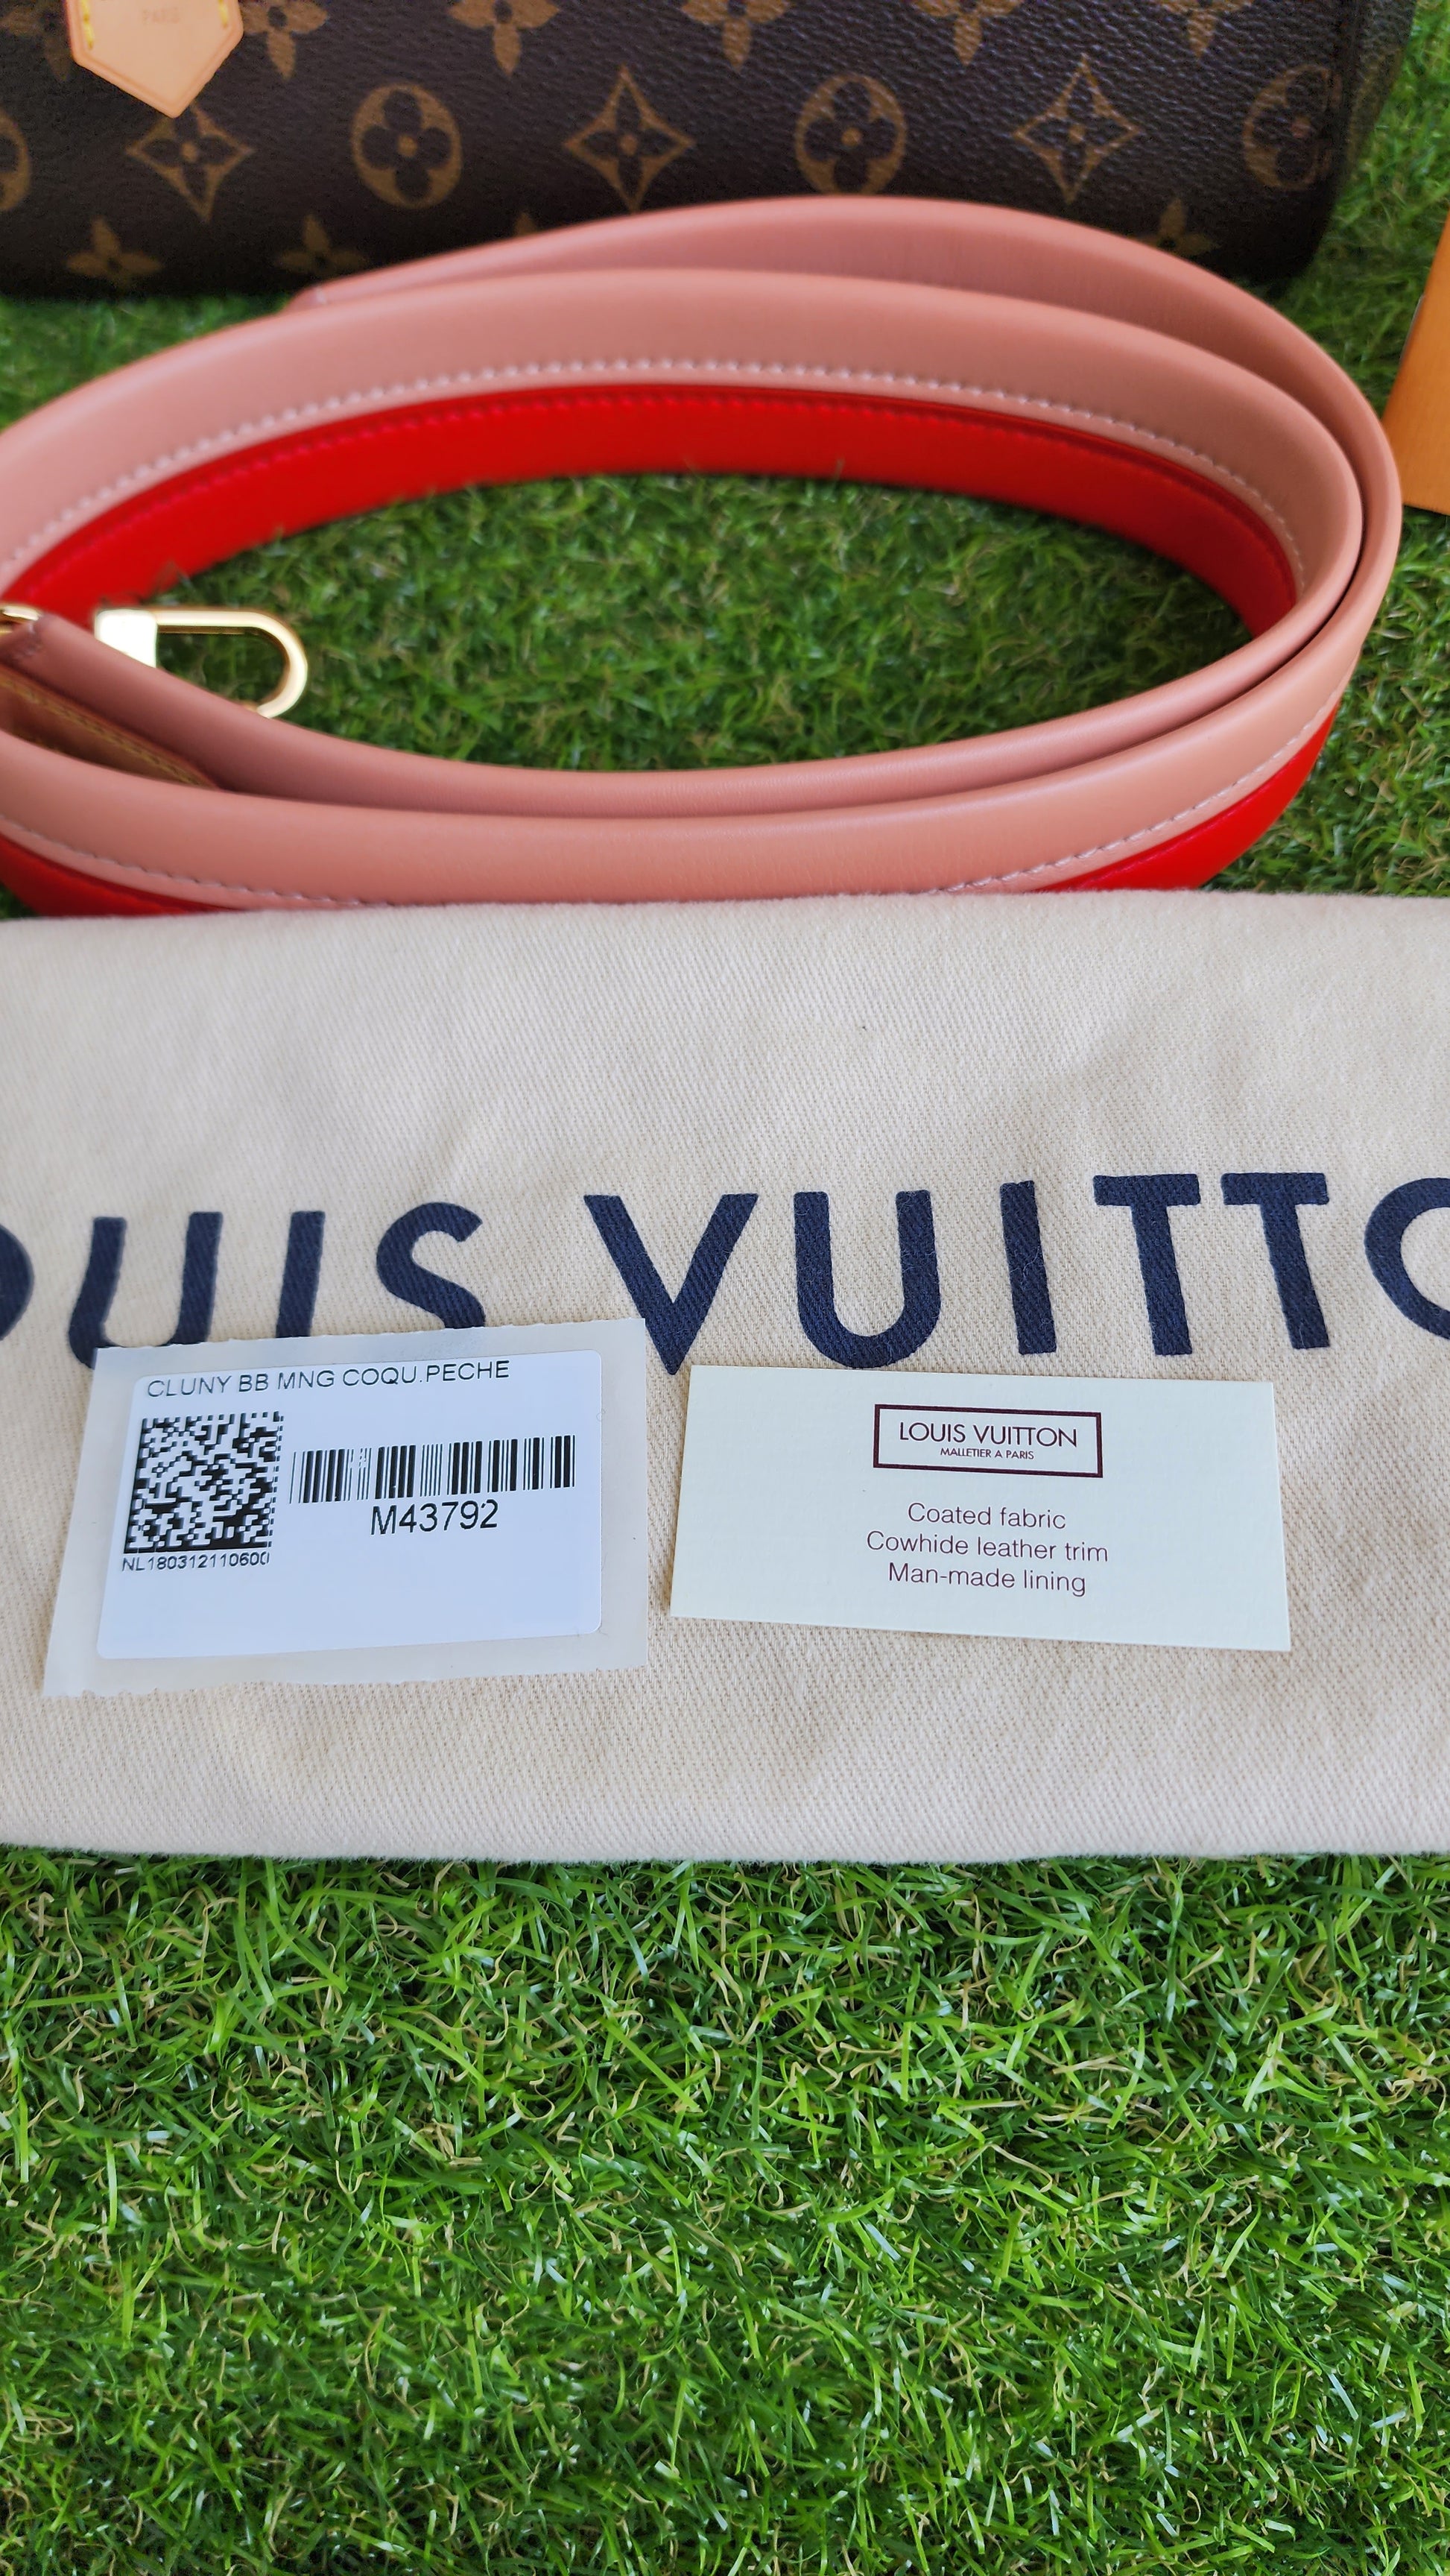 PARIS
OUIS VUITTO
CLUNY BB MNG COQU.PECHE
M43792
NL180312110600
LOUIS VUITTON
MALLETIER A PARIS
Coated fabric
Cowhide leather trim
Man-made lining